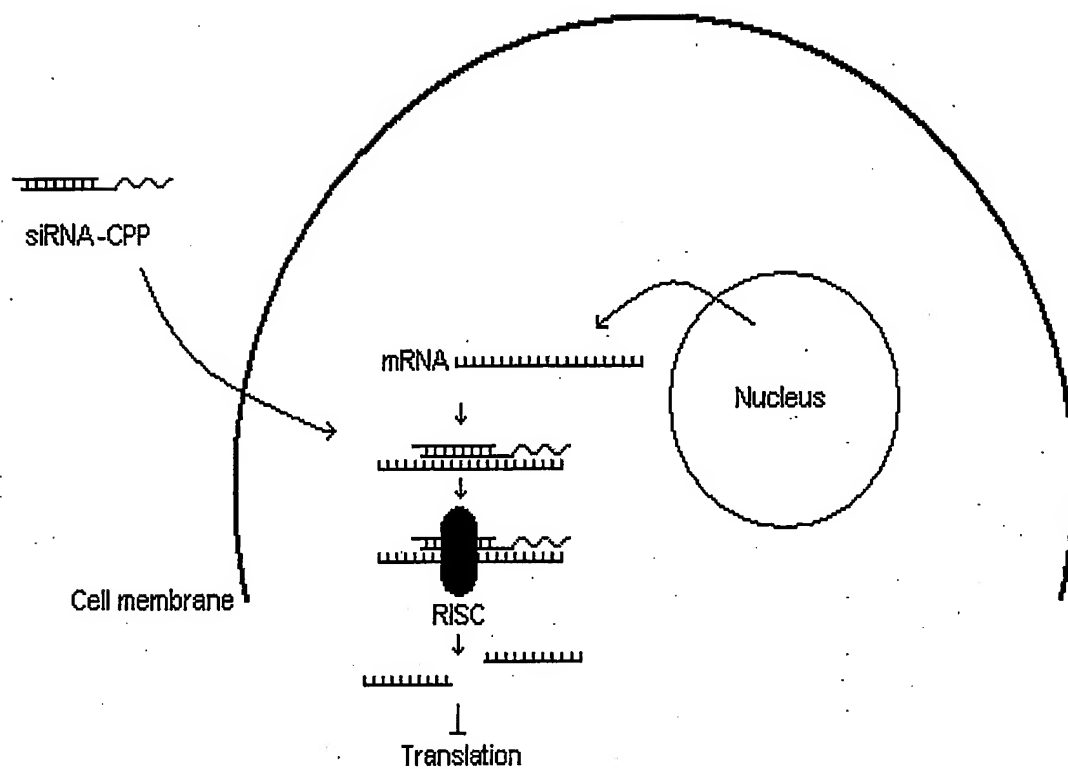 siRNA-CPP
mRNA
Nucleus
Cell membrane
RISC
Translation